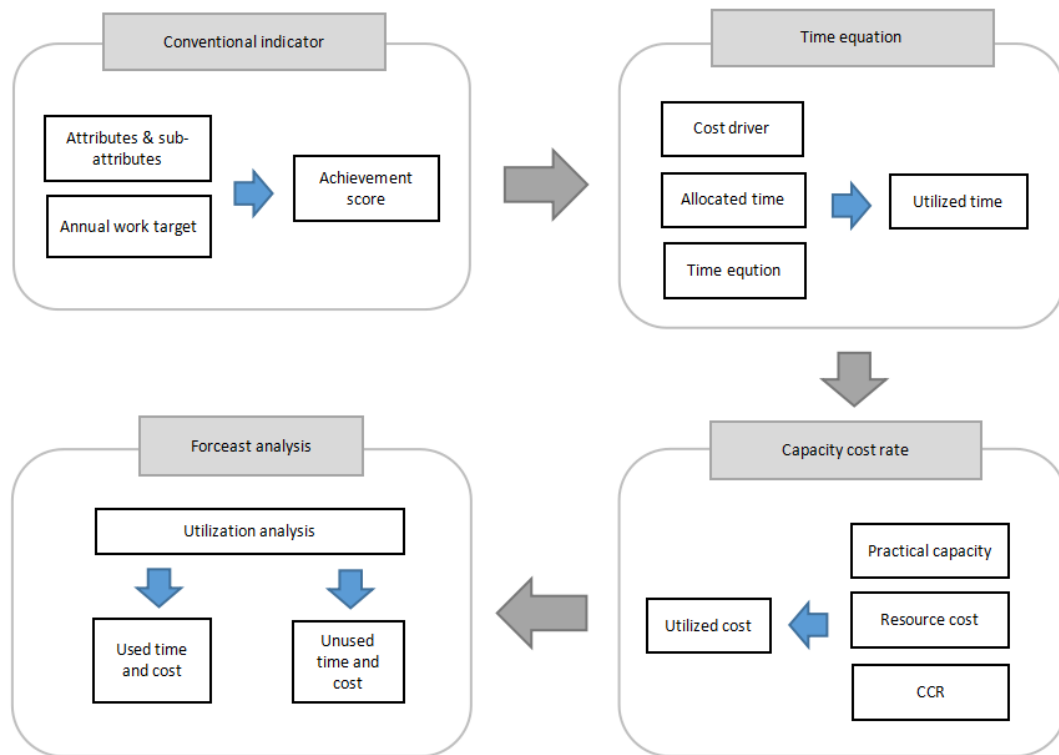 Conventional indicator
Attributes & sub-
attributes
Annual work target
Achievement
score
Time equation
Cost driver
Allocated time
Time eqution
Utilized time
Capacity cost rate
Practical capacity
Resource cost
CCR
Utilized cost
Forceast analysis
Utilization analysis
Used time
and cost
Unused
time and
cost